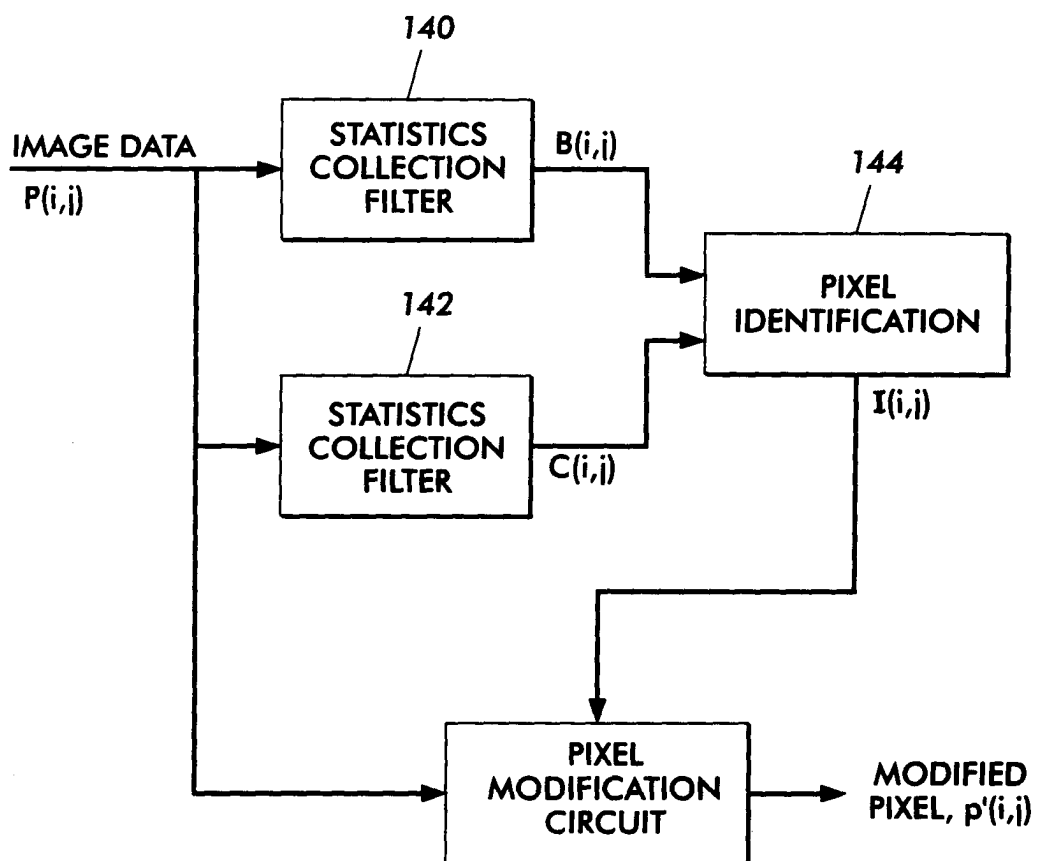 140
IMAGE DATA
P(i,j)
STATISTICS
COLLECTION
FILTER
B(i,j)
144
PIXEL
IDENTIFICATION
142
STATISTICS
COLLECTION
FILTER
C(i,j)
I(i,j)
PIXEL
MODIFICATION
CIRCUIT
MODIFIED
PIXEL, p'(i,j)